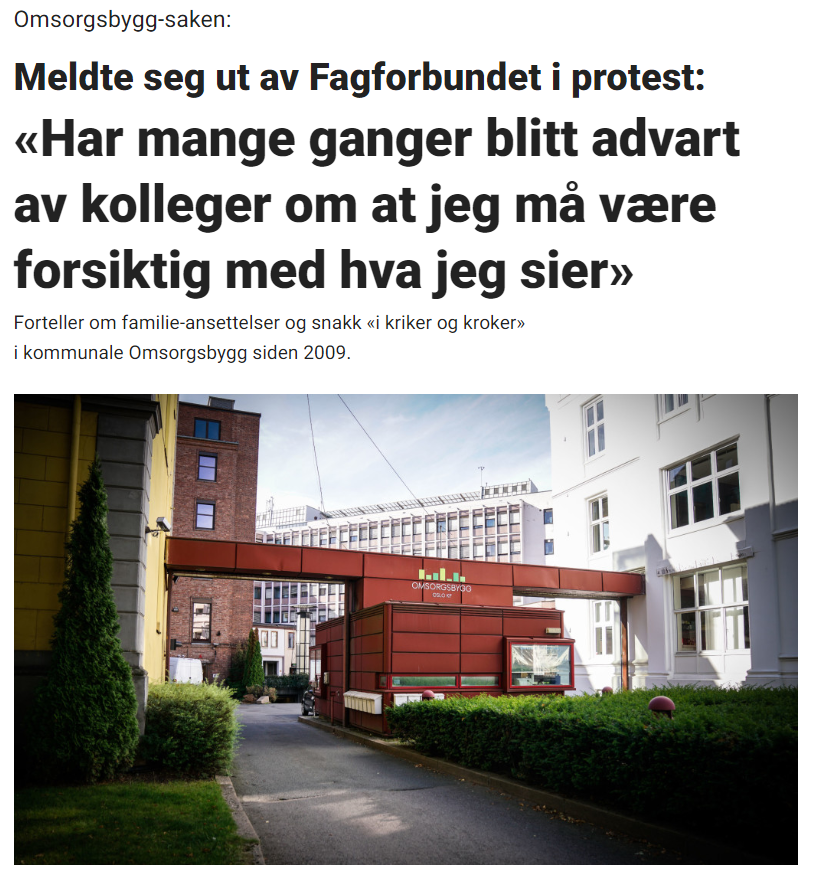 Omsorgsbygg-saken:
Meldte seg ut av Fagforbundet i protest:
«Har mange ganger blitt advart
av kolleger om at jeg må være
forsiktig med hva jeg sier»
Forteller om familie-ansettelser og snakk «i kriker og kroker»
i kommunale Omsorgsbygg siden 2009.
OMSORGSBYGG
OSLO KF